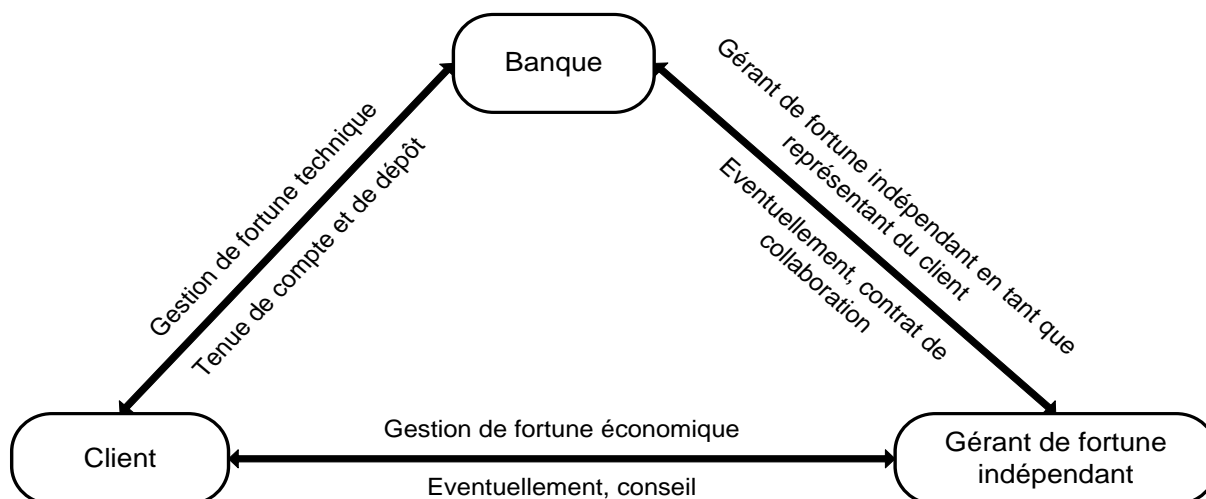 Banque
Gestion de fortune technique
Tenue de compte et de dépôt
Gérant de fortune indépendant en tant que
représentant du client
Eventuellement, contrat de
collaboration
Client
Gestion de fortune économique
Eventuellement, conseil
Gérant de fortune
indépendant